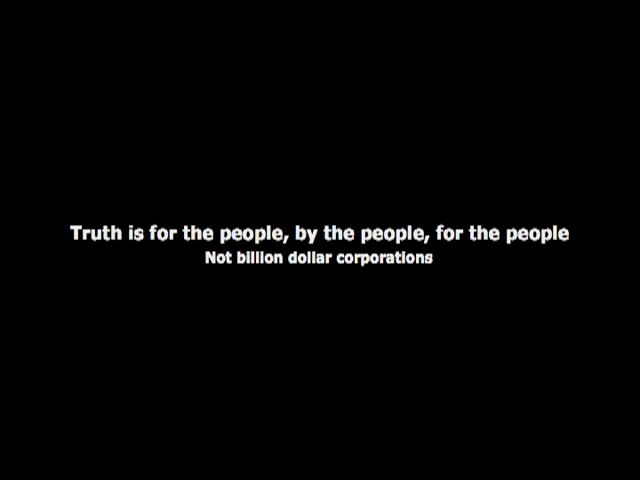 Truth is for the people, by the people, for the people
Not billion dollar corporations